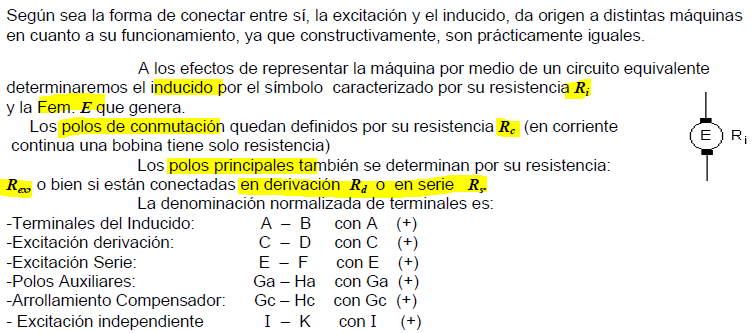 Según sea la forma de conectar entre sí, la excitación y el inducido, da origen a distintas máquinas
en cuanto a su funcionamiento, ya que constructivamente, son prácticamente iguales.
A los efectos de representar la máquina por medio de un circuito equivalente
determinaremos el inducido por el símbolo caracterizado por su resistencia Ri
y la Fem. E que genera.
Los polos de conmutación quedan definidos por su resistencia Rc (en corriente
continua una bobina tiene solo resistencia)
Los polos principales también se determinan por su resistencia:
Rex, o bien si están conectadas en derivación Rd o en serie Rs.
La denominación normalizada de terminales es:
-Terminales del Inducido: A – B con A (+)
-Excitación derivación: C – D con C (+)
-Excitación Serie: E – F con E (+)
-Polos Auxiliares: Ga – Ha con Ga (+)
-Arrollamiento Compensador: Gc – Hc con Gc (+)
- Excitación independiente I – K con I (+)
E Ri